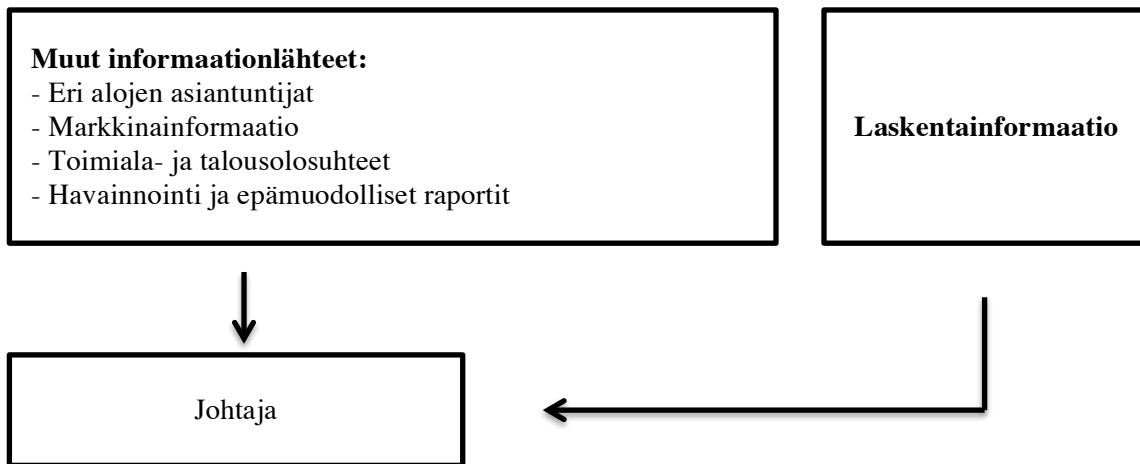 Muut informaationlähteet:
- Eri alojen asiantuntijat
- Markkinainformaatio
- Toimiala- ja talousolosuhteet
- Havainnointi ja epämuodolliset raportit
Laskentainformaatio
Johtaja